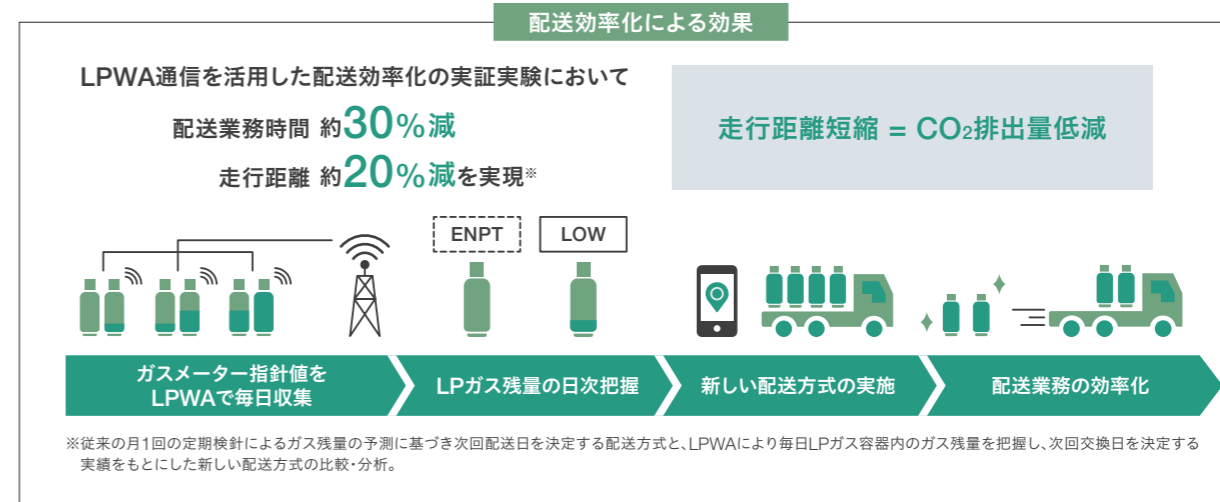 配送効率化による効果
LPWA通信を活用した配送効率化の実証実験において
配送業務時間 約30%減
走行距離 約20%減を実現※
走行距離短縮 = CO₂排出量低減
ENPT
LOW
ガスメーター指針値を
LPWAで毎日収集
LPガス残量の日次把握
新しい配送方式の実施
配送業務の効率化
※従来の月1回の定期検針によるガス残量の予測に基づき次回配送日を決定する配送方式と、LPWAにより毎日LPガス容器内のガス残量を把握し、次回交換日を決定する
実績をもとにした新しい配送方式の比較・分析。